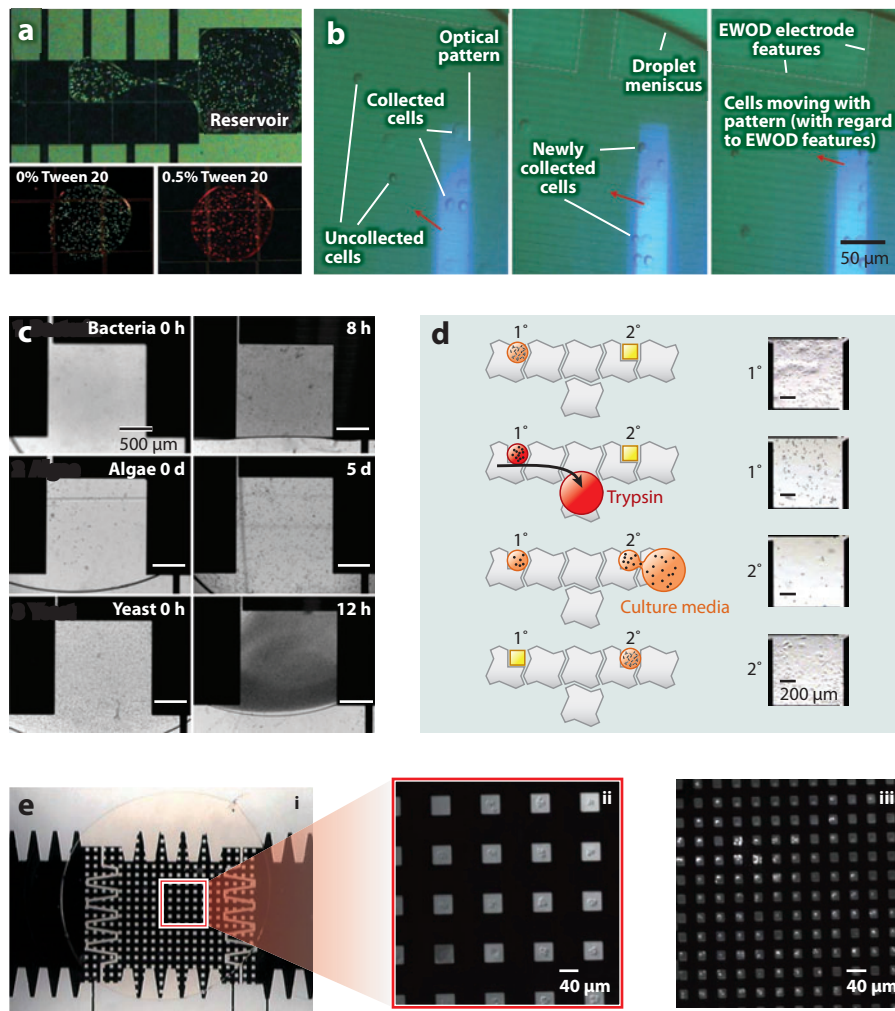 a
Reservoir
0% Tween 20
0.5% Tween 20
b
Optical
pattern
Collected
cells
Uncollected
cells
Droplet
meniscus
Newly
collected
cells
EWOD electrode
features
Cells moving with
pattern (with regard
to EWOD features)
50 μm
c
Bacteria 0 h
8 h
500 μm
Algae 0 d
5 d
Yeast 0 h
12 h
d
1°
2°
1°
1°
2°
Trypsin
1°
1°
2°
Culture media
2°
1°
2°
2°
200 μm
e
i
ii
40 μm
iii
40 μm